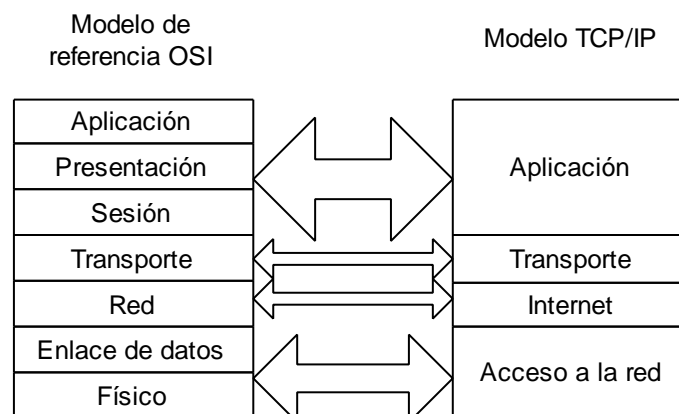 Modelo de
referencia OSI
Modelo TCP/IP
Aplicación
Presentación
Sesión
Transporte
Red
Enlace de datos
Físico
Aplicación
Transporte
Internet
Acceso a la red